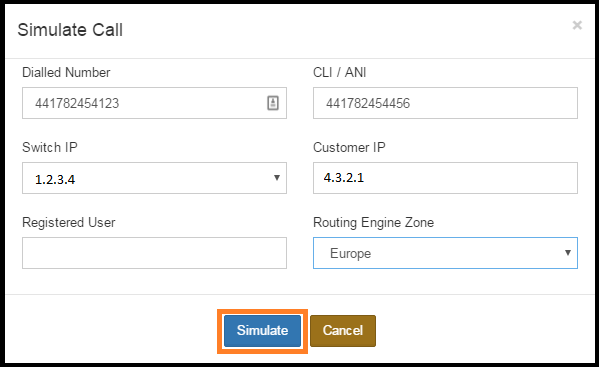 Simulate Call
×
Dialled Number
CLI / ANI
441782454123
441782454456
Switch IP
Customer IP
1.2.3.4
4.3.2.1
Registered User
Routing Engine Zone
Europe
Simulate
Cancel